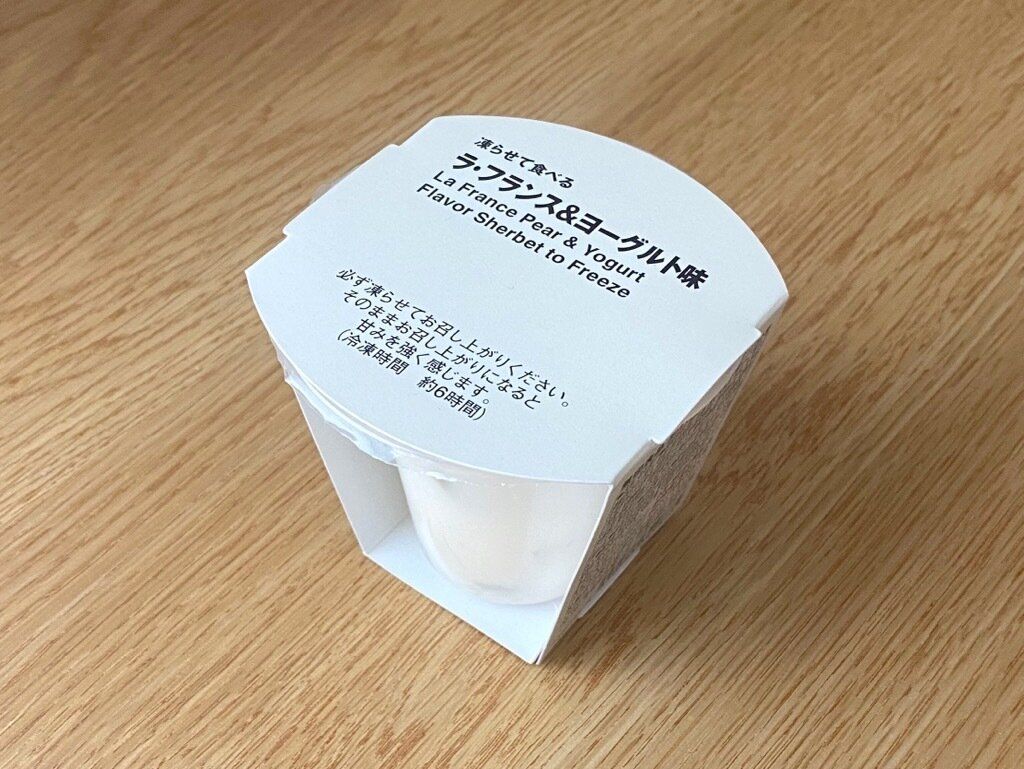 凍らせて食べる
ラ・フランス&ヨーグルト味
La France Pear & Yogurt
Flavor Sherbet to Freeze
必ず凍らせてお召し上がりください。
そのままお召し上がりになると
甘みを強く感じます。
(冷凍時間　約6時間)